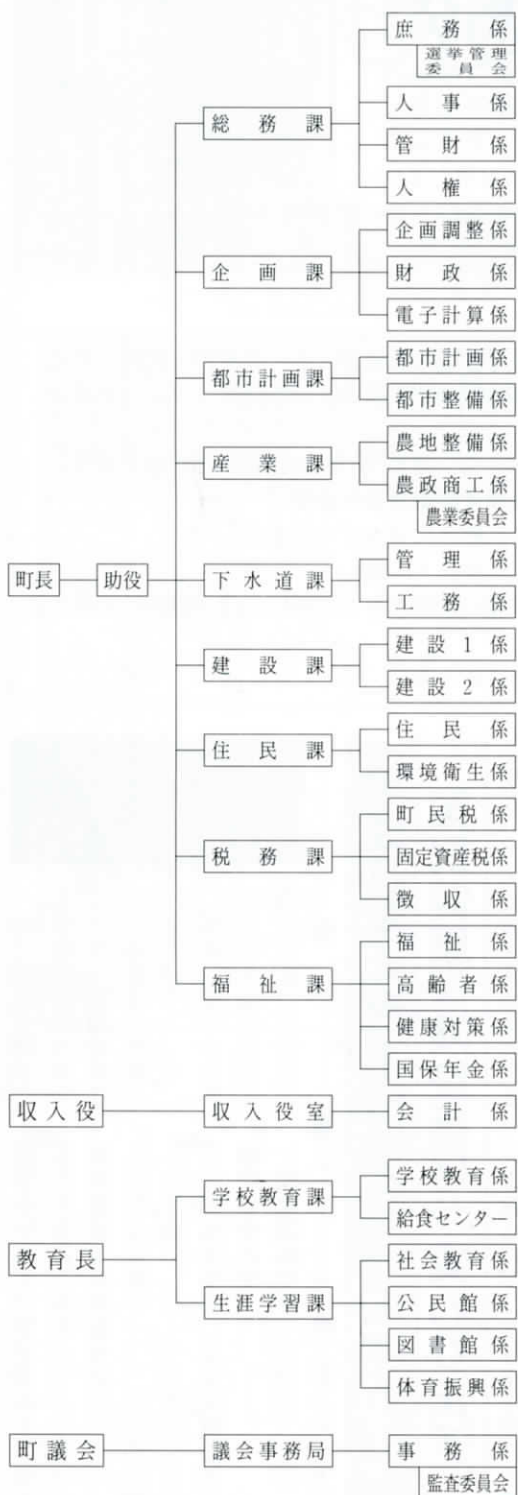 庶務係
選挙管理
委員会
総務課
人事係
管財係
人権係
企画調整係
企画課
財政係
電子計算係
都市計画係
都市計画課
都市整備係
農地整備係
産業課
農政商工係
農業委員会
町長
助役
下水道課
管理係
工務係
建設1係
建設課
建設2係
住民係
住民課
環境衛生係
町民税係
税務課
固定資産税係
徴収係
福祉係
福祉課
高齢者係
健康対策係
国保年金係
収入役
収入役室
会計係
学校教育係
学校教育課
給食センター
教育長
社会教育係
生涯学習課
公民館係
図書館係
体育振興係
町議会
議会事務局
事務係
監査委員会